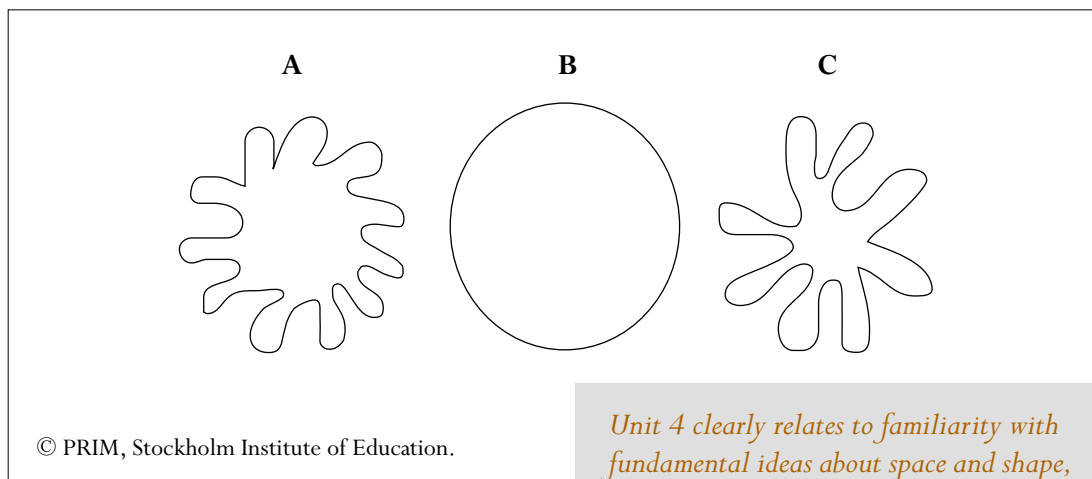 A B C
© PRIM, Stockholm Institute of Education.
Unit 4 clearly relates to familiarity with
fundamental ideas about space and shape,